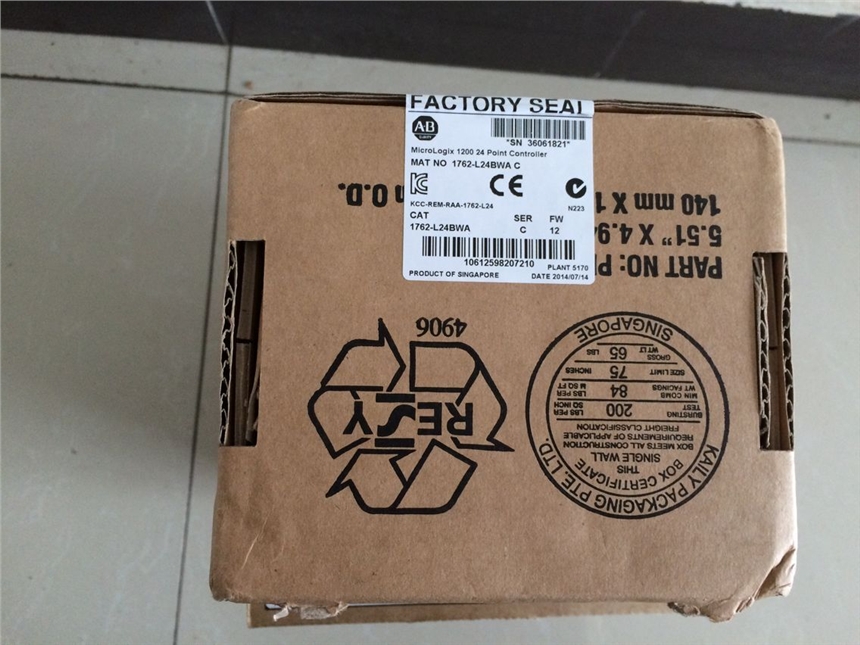 FACTORY SEAL
AB
*SN 36061821*
MicroLogix 1200 24 Point Controller
MAT NO 1762-L24BWA C
CE
N223
KCC-REM-RAA-1762-L24
CAT SER FW
1762-L24BWA C 12
10612598207210
PLANT 5170
PRODUCT OF SINGAPORE DATE 2014/07/14
PART NO:
5.51" X 4.94
140 mm X 1
O.D.
4906
RESY
KAILY PACKAGING PTE. LTD.
BOX CERTIFICATE
THIS
SINGLE WALL
BOX MEETS ALL CONSTRUCTION
REQUIREMENTS OF APPLICABLE
FREIGHT CLASSIFICATION
BURSTING TEST 200 LBS PER SQ INCH
MIN COMB WT FACINGS 84 LBS PER M SQ FT
SIZE LIMIT 75 INCHES
GROSS WT LT 65 LBS
SINGAPORE